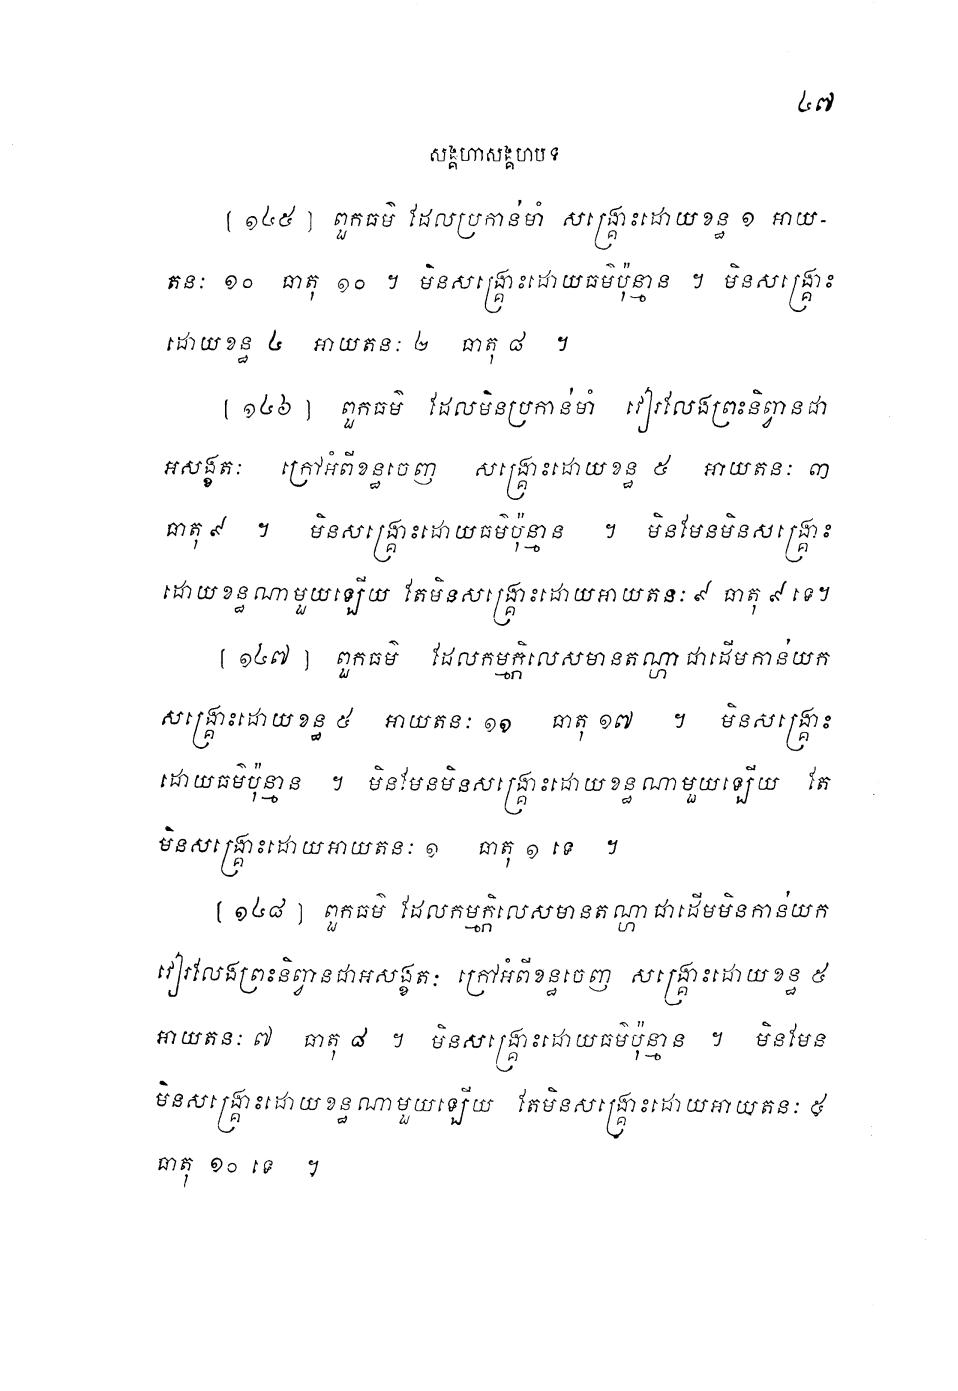 ៤៧
សង្គហាសង្គហបទ
[ ១៤៥ ] ពួកធម៌ ដែលប្រកាន់មាំ សង្គ្រោះដោយខន្ធ ១ អាយ-
តនៈ ១០ ធាតុ ១០ ។ មិនសង្គ្រោះដោយធម៌ប៉ុន្មាន ។ មិនសង្គ្រោះ
ដោយខន្ធ ៤ អាយតនៈ ២ ធាតុ ៨ ។
[ ១៤៦ ] ពួកធម៌ ដែលមិនប្រកាន់មាំ វៀរលែងព្រះនិព្វានជា
អសង្ខតៈ ក្រៅអំពីខន្ធចេញ សង្គ្រោះដោយខន្ធ ៥ អាយតនៈ ៣
ធាតុ ៩ ។ មិនសង្គ្រោះដោយធម៌ប៉ុន្មាន ។ មិនមែនមិនសង្គ្រោះ
ដោយខន្ធណាមួយឡើយ តែមិនសង្គ្រោះដោយអាយតនៈ ៩ ធាតុ ៩ ទេ។
[ ១៤៧ ] ពួកធម៌ ដែលកម្មក្កិលេសមានតណ្ហាជាដើមកាន់យក
សង្គ្រោះដោយខន្ធ ៥ អាយតនៈ ១១ ធាតុ ១៧ ។ មិនសង្គ្រោះ
ដោយធម៌ប៉ុន្មាន ។ មិនមែនមិនសង្គ្រោះដោយខន្ធណាមួយឡើយ តែ
មិនសង្គ្រោះដោយអាយតនៈ ១ ធាតុ ១ ទេ ។
[ ១៤៨ ] ពួកធម៌ ដែលកម្មក្កិលេសមានតណ្ហាជាដើមមិនកាន់យក
វៀរលែងព្រះនិព្វានជាអសង្ខតៈ ក្រៅអំពីខន្ធចេញ សង្គ្រោះដោយខន្ធ ៥
អាយតនៈ ៧ ធាតុ ៨ ។ មិនសង្គ្រោះដោយធម៌ប៉ុន្មាន ។ មិនមែន
មិនសង្គ្រោះដោយខន្ធណាមួយឡើយ តែមិនសង្គ្រោះដោយអាយតនៈ ៥
ធាតុ ១០ ទេ ។